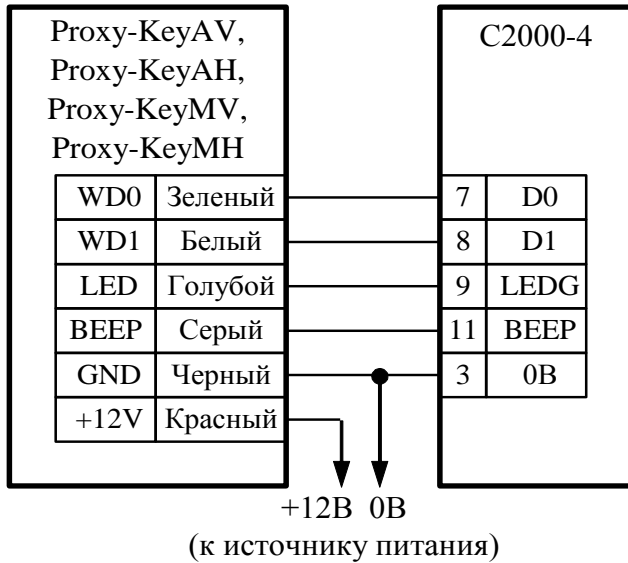 Proxy-KeyAV,
Proxy-KeyAH,
Proxy-KeyMV,
Proxy-KeyMH
C2000-4
WD0 Зеленый 7 D0
WD1 Белый 8 D1
LED Голубой 9 LEDG
BEEP Серый 11 BEEP
GND Черный 3 0В
+12V Красный
+12В 0В
(к источнику питания)